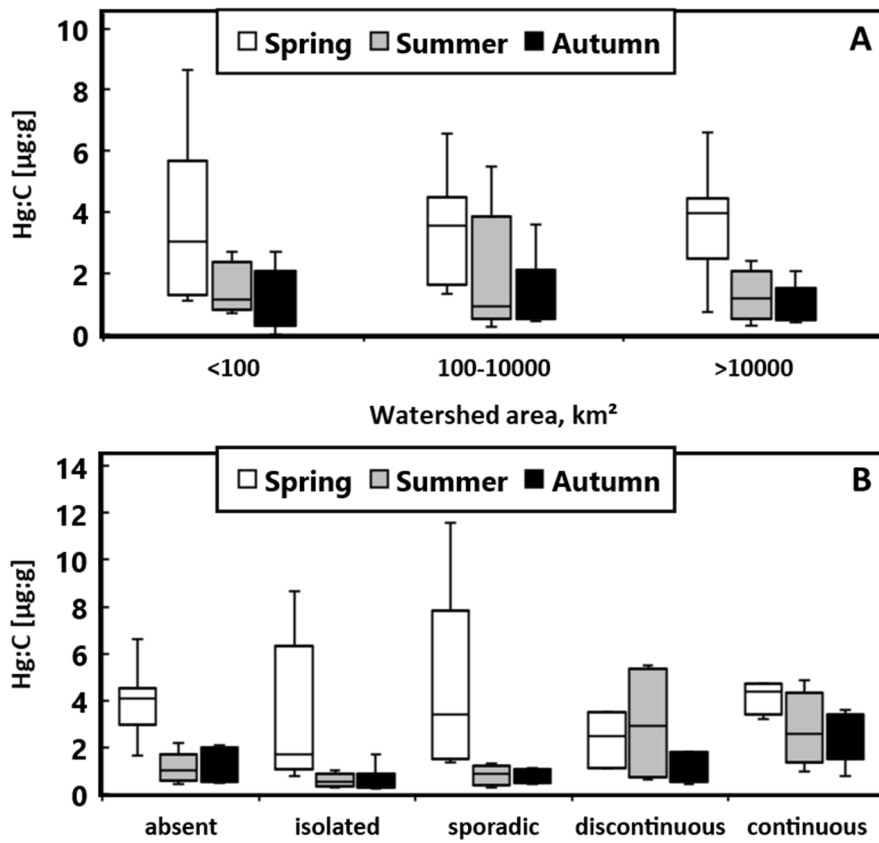 10
Spring Summer Autumn
A
8
6
4
2
0
Hg:C [µg:g]
<100 100-10000 >10000
Watershed area, km²
14
Spring Summer Autumn
B
12
10
8
6
4
2
0
Hg:C [µg:g]
absent isolated sporadic discontinuous continuous